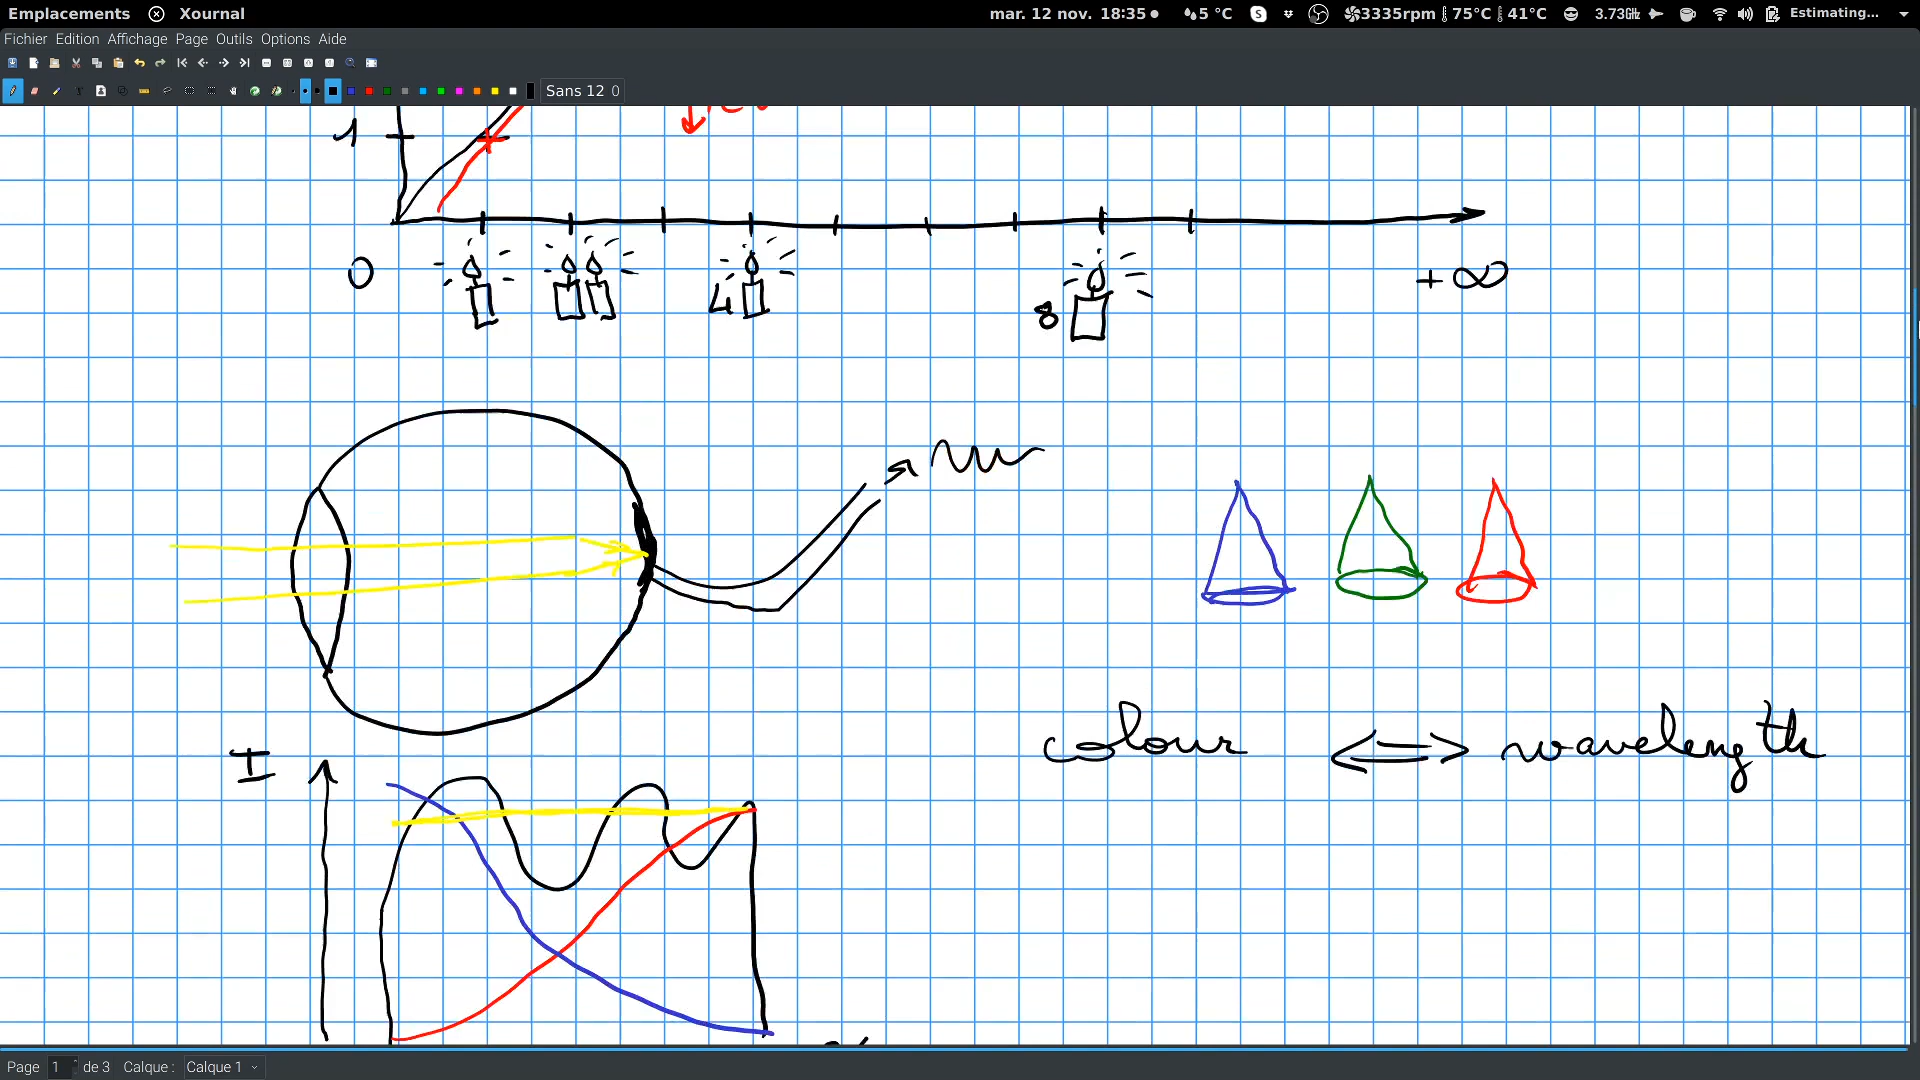 Emplacements Xournal mar. 12 nov. 18:35 5 °C 3335rpm 75°C 41°C 3.73GHz Estimating...
Fichier Edition Affichage Page Outils Options Aide
Sans 12 0
1
0 4 8 +∞
colour <=> wavelength
I
Page 1 de 3 Calque : Calque 1